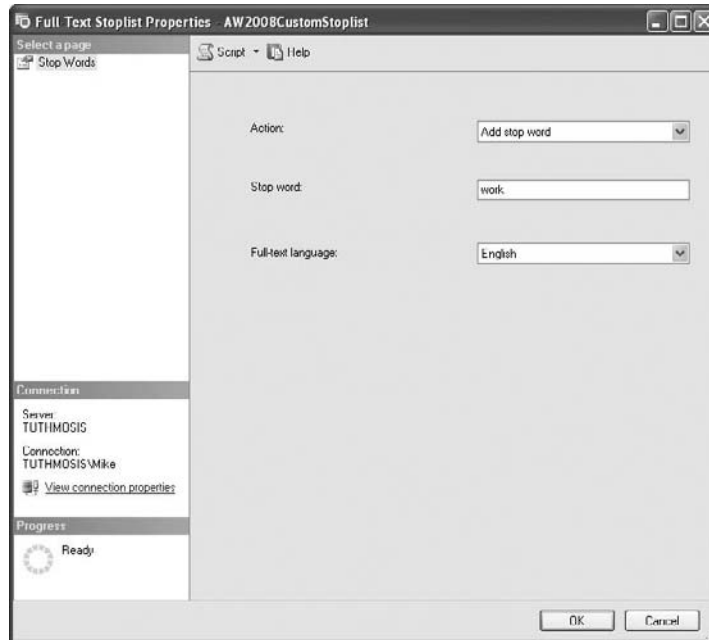 Full Text Stoplist Properties - AW2008CustomStoplist
Select a page
Stop Words
Script
Help
Action:
Add stop word
Stop word:
work
Full-text language:
English
Connection
Server:
TUTHMOSIS
Connection:
TUTHMOSIS\Mike
View connection properties
Progress
Ready
OK
Cancel